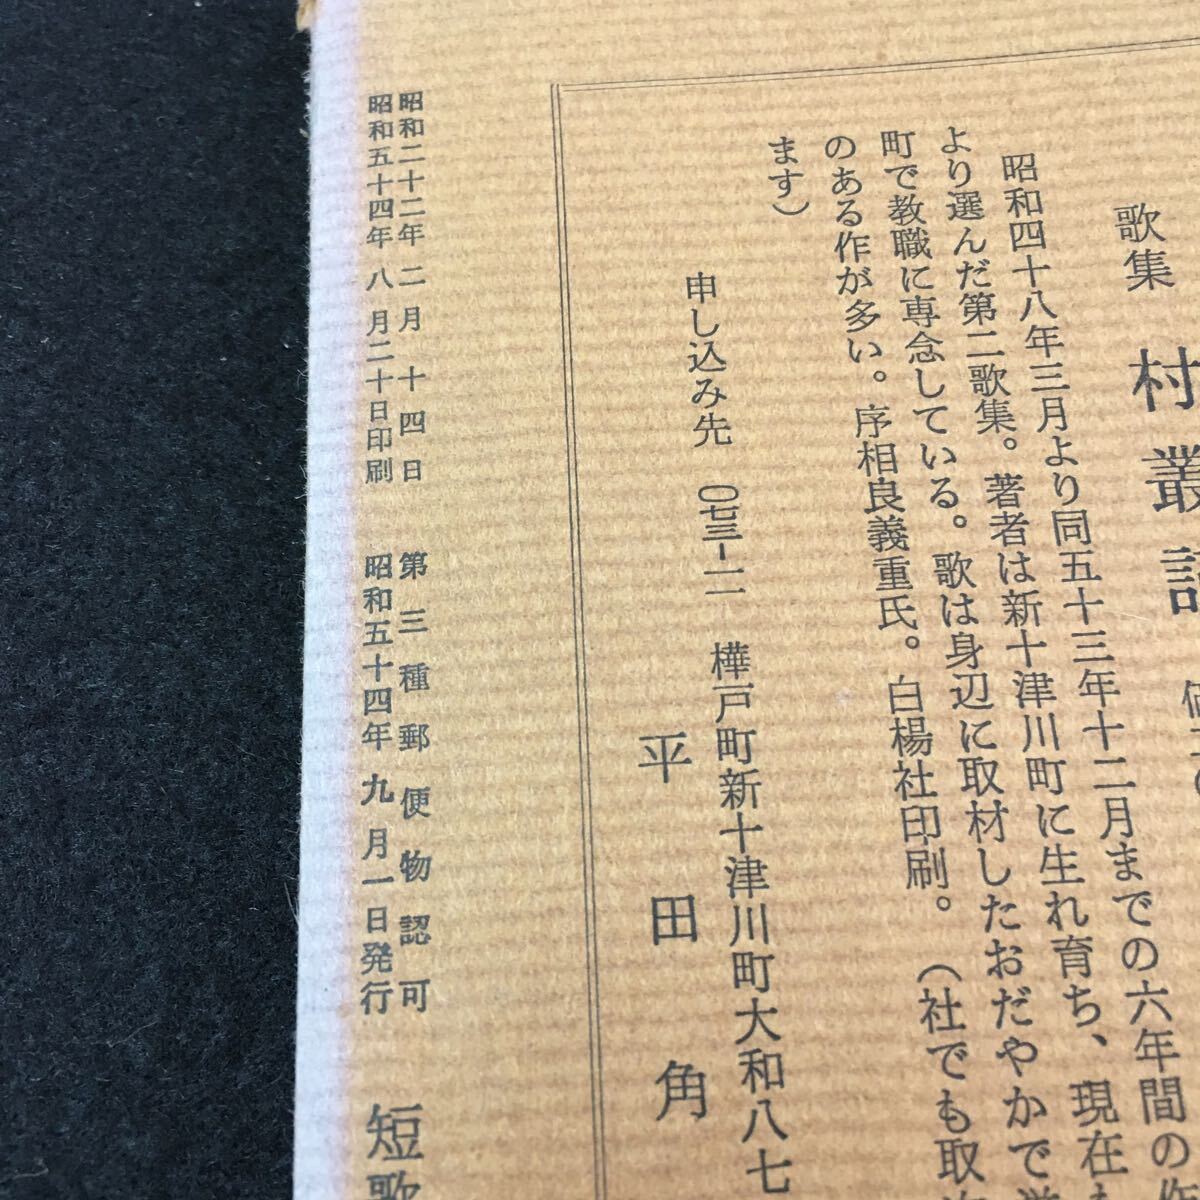 歌集 村叢
昭和四十八年三月より同五十三年十二月までの六年間の作
より選んだ第二歌集。著者は新十津川町に生れ育ち、現在
町で教職に専念している。歌は身辺に取材したおだやかで
のある作が多い。序相良義重氏。白楊社印刷。（社でも取
ます）
申し込み先 〇七三-一一 樺戸町新十津川町大和八七
平田角
昭和二十二年二月十四日 第三種郵便物認可
昭和五十四年八月二十日印刷 昭和五十四年九月一日発行 短歌